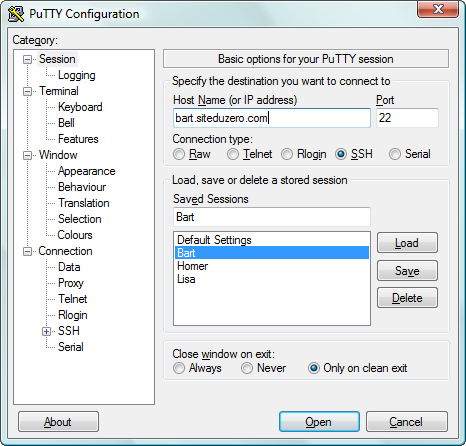 PuTTY Configuration
Category:
Session
Logging
Terminal
Keyboard
Bell
Features
Window
Appearance
Behaviour
Translation
Selection
Colours
Connection
Data
Proxy
Telnet
Rlogin
SSH
Serial
Basic options for your PuTTY session
Specify the destination you want to connect to
Host Name (or IP address) Port
bart.siteduzero.com 22
Connection type:
Raw Telnet Rlogin SSH Serial
Load, save or delete a stored session
Saved Sessions
Bart
Default Settings
Bart
Homer
Lisa
Load
Save
Delete
Close window on exit:
Always Never Only on clean exit
About Open Cancel